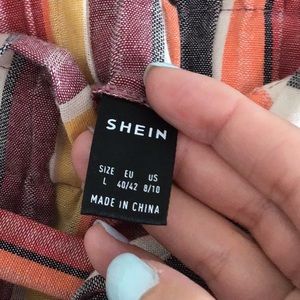 SHEIN
SIZE EU US
L 40/42 8/10
MADE IN CHINA